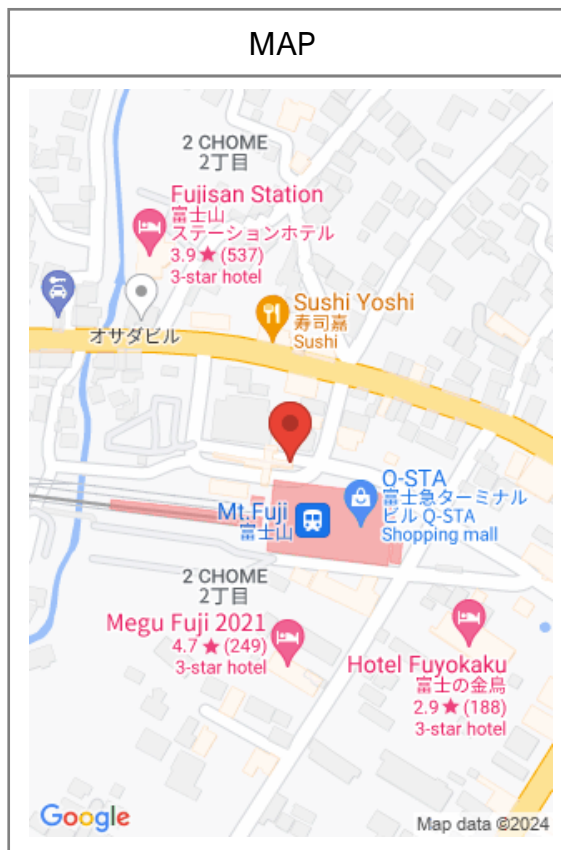 MAP
2 CHOME
2丁目
Fujisan Station
富士山
ステーションホテル
3.9★(537)
3-star hotel
オサダビル
Sushi Yoshi
寿司嘉
Sushi
Q-STA
富士急ターミナル
ビル Q-STA
Shopping mall
Mt.Fuji
富士山
2 CHOME
2丁目
Megu Fuji 2021
4.7★(249)
3-star hotel
Hotel Fuyokaku
富士の金鳥
2.9★(188)
3-star hotel
Google
Map data ©2024